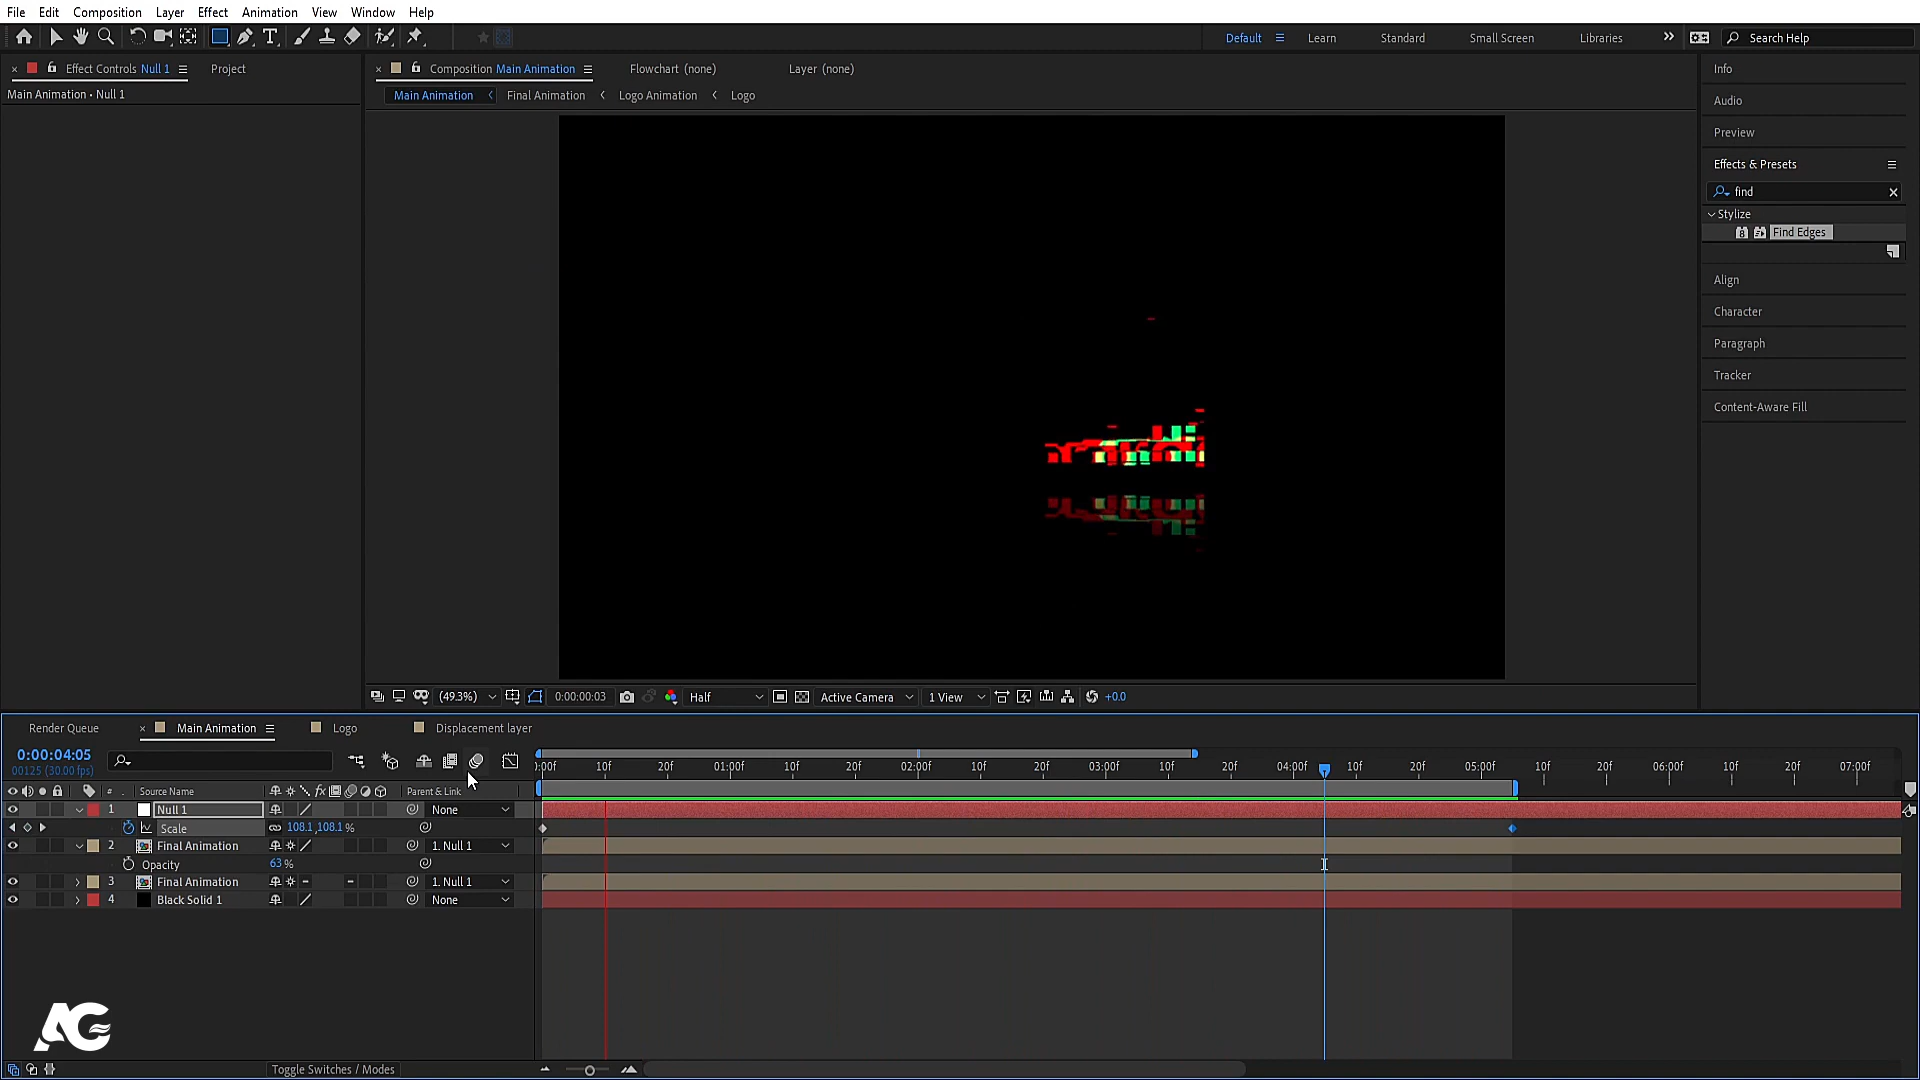 File Edit Composition Layer Effect Animation View Window Help
Default Learn Standard Small Screen Libraries Search Help
Effect Controls Null 1 Project
Main Animation • Null 1
Composition Main Animation Flowchart (none) Layer (none)
Main Animation Final Animation Logo Animation Logo
Info
Audio
Preview
Effects & Presets
find
Stylize
Find Edges
Align
Character
Paragraph
Tracker
Content-Aware Fill
(49.3%) 0:00:00:03 Half Active Camera 1 View +0.0
Render Queue Main Animation Logo Displacement layer
0:00:04:05
00125 (30.00 fps)
):00f 10f 20f 01:00f 10f 20f 02:00f 10f 20f 03:00f 10f 20f 04:00f 10f 20f 05:00f 10f 20f 06:00f 10f 20f 07:00f
# Source Name fx Parent & Link
1 Null 1 None
Scale 108.1,108.1%
2 Final Animation 1. Null 1
Opacity 63%
3 Final Animation 1. Null 1
4 Black Solid 1 None
AG
Toggle Switches / Modes